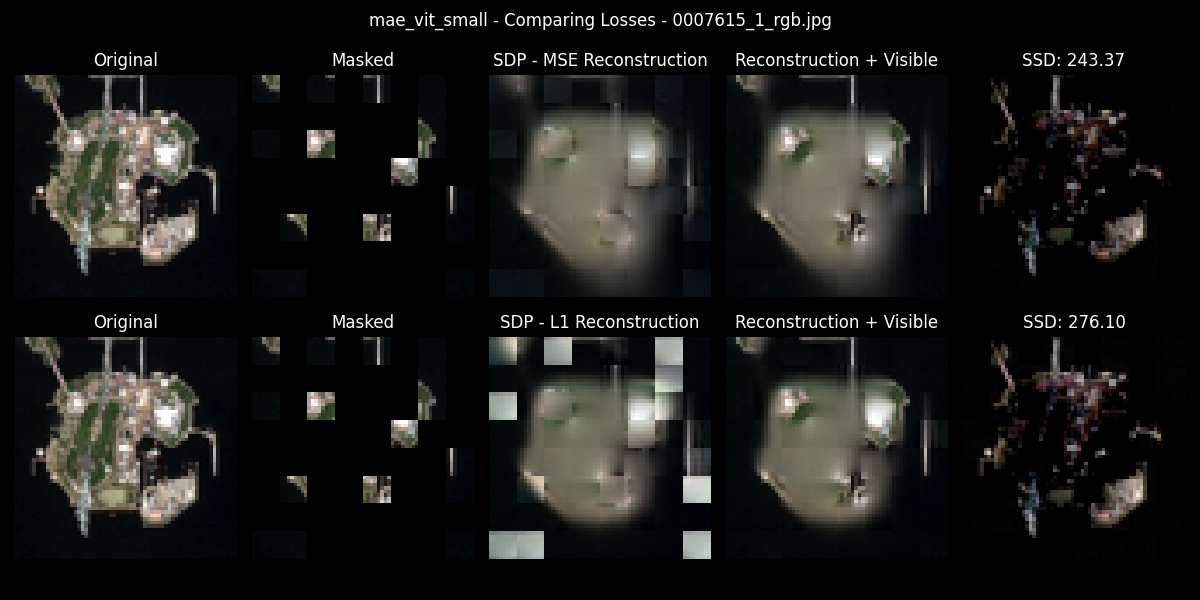 mae_vit_small - Comparing Losses - 0007615_1_rgb.jpg
Original
Masked
SDP - MSE Reconstruction
Reconstruction + Visible
SSD: 243.37
Original
Masked
SDP - L1 Reconstruction
Reconstruction + Visible
SSD: 276.10